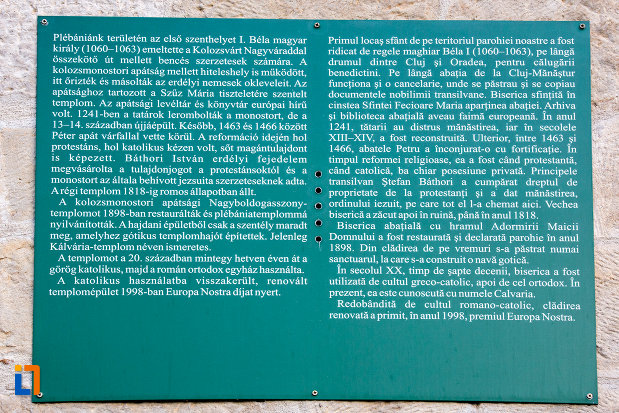 Plébániánk területén az első szenthelyet I. Béla magyar
király (1060–1063) emeltette a Kolozsvárt Nagyváraddal
összekötő út mellett bencés szerzetesek számára. A
kolozsmonostori apátság mellett hiteleshely is működött,
itt őrizték és másolták az erdélyi nemesek okleveleit. Az
apátsághoz tartozott a Szűz Mária tiszteletére szentelt
templom. Az apátsági levéltár és könyvtár európai hírű
volt. 1241-ben a tatárok lerombolták a monostort, de a
13–14. században újjáépült. Később, 1463 és 1466 között
Péter apát várfallal vette körül. A reformáció idején hol
protestáns, hol katolikus kézen volt, sőt magántulajdont
is képezett. Báthori István erdélyi fejedelem
megvásárolta a tulajdonjogot a protestánsoktól és a
monostort az általa behívott jezsuita szerzeteseknek adta.
A régi templom 1818-ig romos állapotban állt.
A kolozsmonostori apátsági Nagyboldogasszony-
templomot 1898-ban restaurálták és plébániatemplommá
nyilvánították. A hajdani épületből csak a szentély maradt
meg, amelyhez gótikus templomhajót építettek. Jelenleg
Kálvária-templom néven ismeretes.
A templomot a 20. században mintegy hetven éven át a
görög katolikus, majd a román ortodox egyház használta.
A katolikus használatba visszakerült, renovált
templomépület 1998-ban Europa Nostra díjat nyert.
Primul locaş sfânt de pe teritoriul parohiei noastre a fost
ridicat de regele maghiar Béla I (1060–1063), pe lângă
drumul dintre Cluj şi Oradea, pentru călugării
benedictini. Pe lângă abaţia de la Cluj-Mănăştur
funcţiona şi o cancelarie, unde se păstrau şi se copiau
documentele nobilimii transilvane. Biserica sfinţită în
cinstea Sfintei Fecioare Maria aparţinea abaţiei. Arhiva
şi biblioteca abaţială aveau faimă europeană. În anul
1241, tătarii au distrus mănăstirea, iar în secolele
XIII–XIV. a fost reconstruită. Ulterior, între 1463 şi
1466, abatele Petru a înconjurat-o cu fortificaţie. În
timpul reformei religioase, ea a fost când protestantă,
când catolică, ba chiar posesiune privată. Principele
transilvan Ştefan Báthori a cumpărat dreptul de
proprietate de la protestanţi şi a dat mănăstirea,
ordinului iezuit, pe care tot el l-a chemat aici. Vechea
biserică a zăcut apoi în ruină, până în anul 1818.
Biserica abaţială cu hramul Adormirii Maicii
Domnului a fost restaurată şi declarată parohie în anul
1898. Din clădirea de pe vremuri s-a păstrat numai
sanctuarul, la care s-a construit o navă gotică.
În secolul XX, timp de şapte decenii, biserica a fost
utilizată de cultul greco-catolic, apoi de cel ortodox. În
prezent, ea este cunoscută cu numele Calvaria.
Redobândită de cultul romano-catolic, clădirea
renovată a primit, în anul 1998, premiul Europa Nostra.